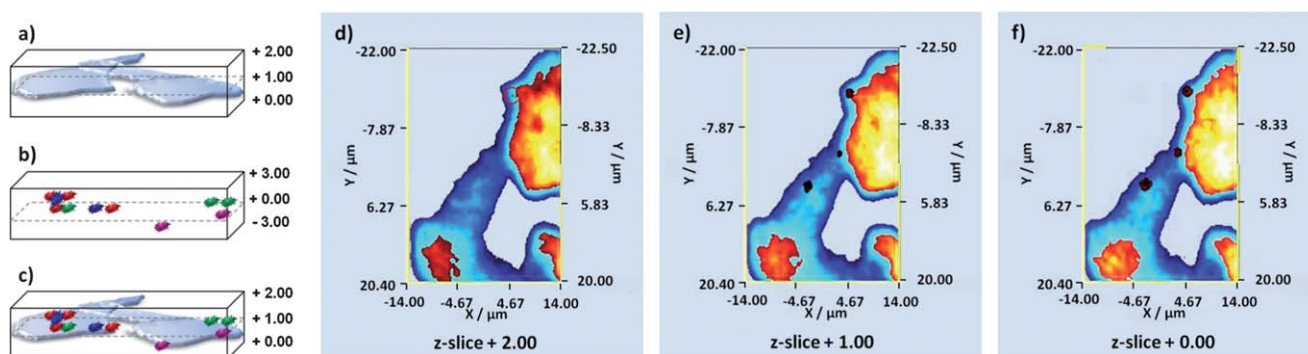 a)
+ 2.00
+ 1.00
+ 0.00
b)
+ 3.00
+ 0.00
- 3.00
c)
+ 2.00
+ 1.00
+ 0.00
d)
-22.00
-7.87
6.27
20.40
Y / µm
-22.50
-8.33
5.83
20.00
Y / µm
-14.00 -4.67 4.67 14.00
X / µm
z-slice + 2.00
e)
-22.00
-7.87
6.27
20.40
Y / µm
-22.50
-8.33
5.83
20.00
Y / µm
-14.00 -4.67 4.67 14.00
X / µm
z-slice + 1.00
f)
-22.00
-7.87
6.27
20.40
Y / µm
-22.50
-8.33
5.83
20.00
Y / µm
-14.00 -4.67 4.67 14.00
X / µm
z-slice + 0.00